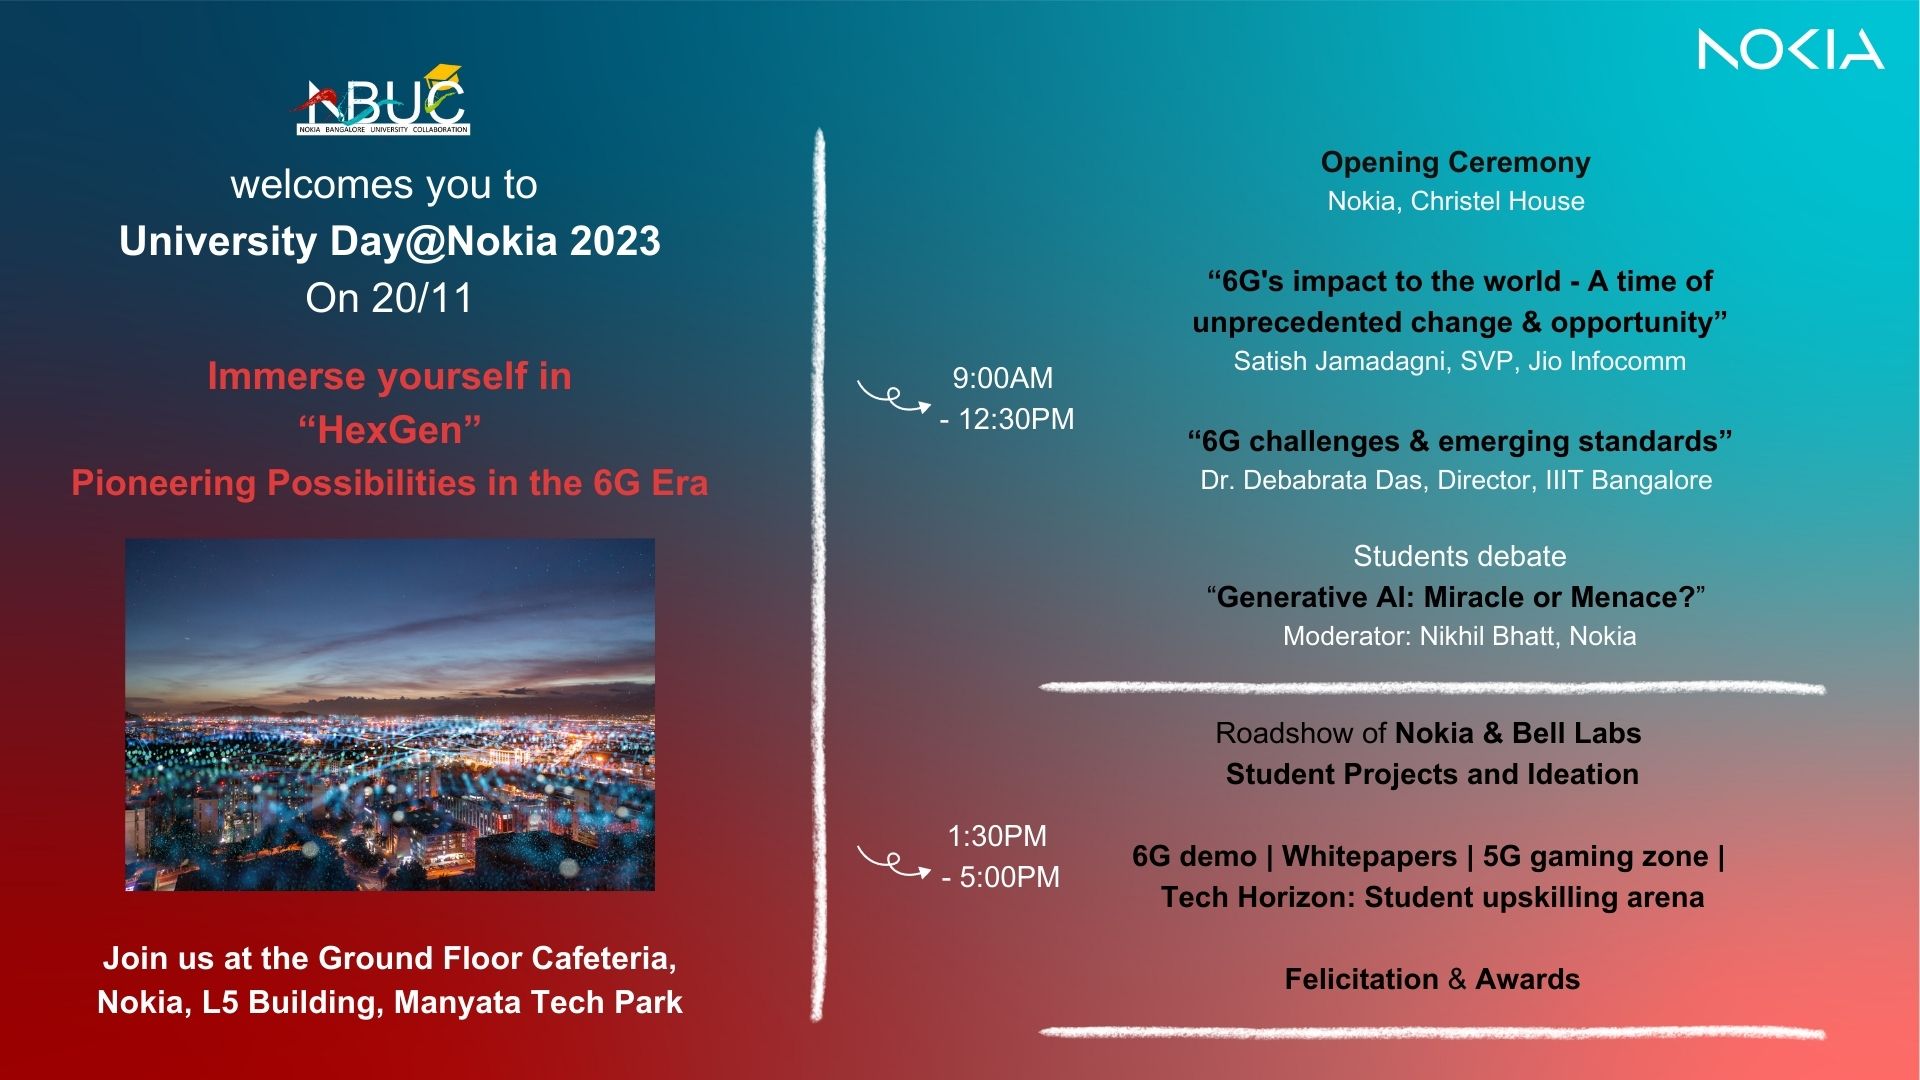 NBUC
NOKIA BANGALORE UNIVERSITY COLLABORATION
welcomes you to
University Day@Nokia 2023
On 20/11
Immerse yourself in
“HexGen”
Pioneering Possibilities in the 6G Era
Join us at the Ground Floor Cafeteria,
Nokia, L5 Building, Manyata Tech Park
NOKIA
9:00AM
- 12:30PM
Opening Ceremony
Nokia, Christel House
“6G's impact to the world - A time of
unprecedented change & opportunity”
Satish Jamadagni, SVP, Jio Infocomm
“6G challenges & emerging standards”
Dr. Debabrata Das, Director, IIIT Bangalore
Students debate
“Generative AI: Miracle or Menace?”
Moderator: Nikhil Bhatt, Nokia
1:30PM
- 5:00PM
Roadshow of Nokia & Bell Labs
Student Projects and Ideation
6G demo | Whitepapers | 5G gaming zone |
Tech Horizon: Student upskilling arena
Felicitation & Awards